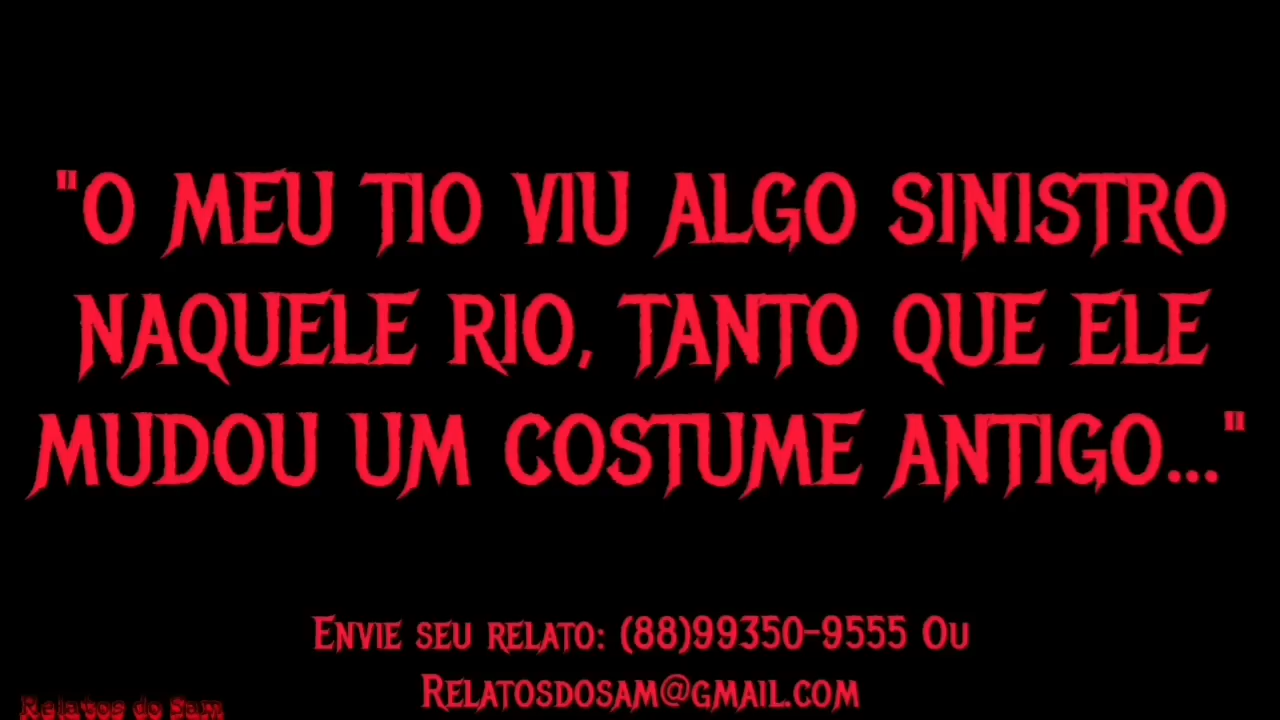 "O MEU TIO VIU ALGO SINISTRO
NAQUELE RIO, TANTO QUE ELE
MUDOU UM COSTUME ANTIGO..."
ENVIE SEU RELATO: (88)99350-9555 OU
RELATOSDOSAM@GMAIL.COM
Relatos do Sam